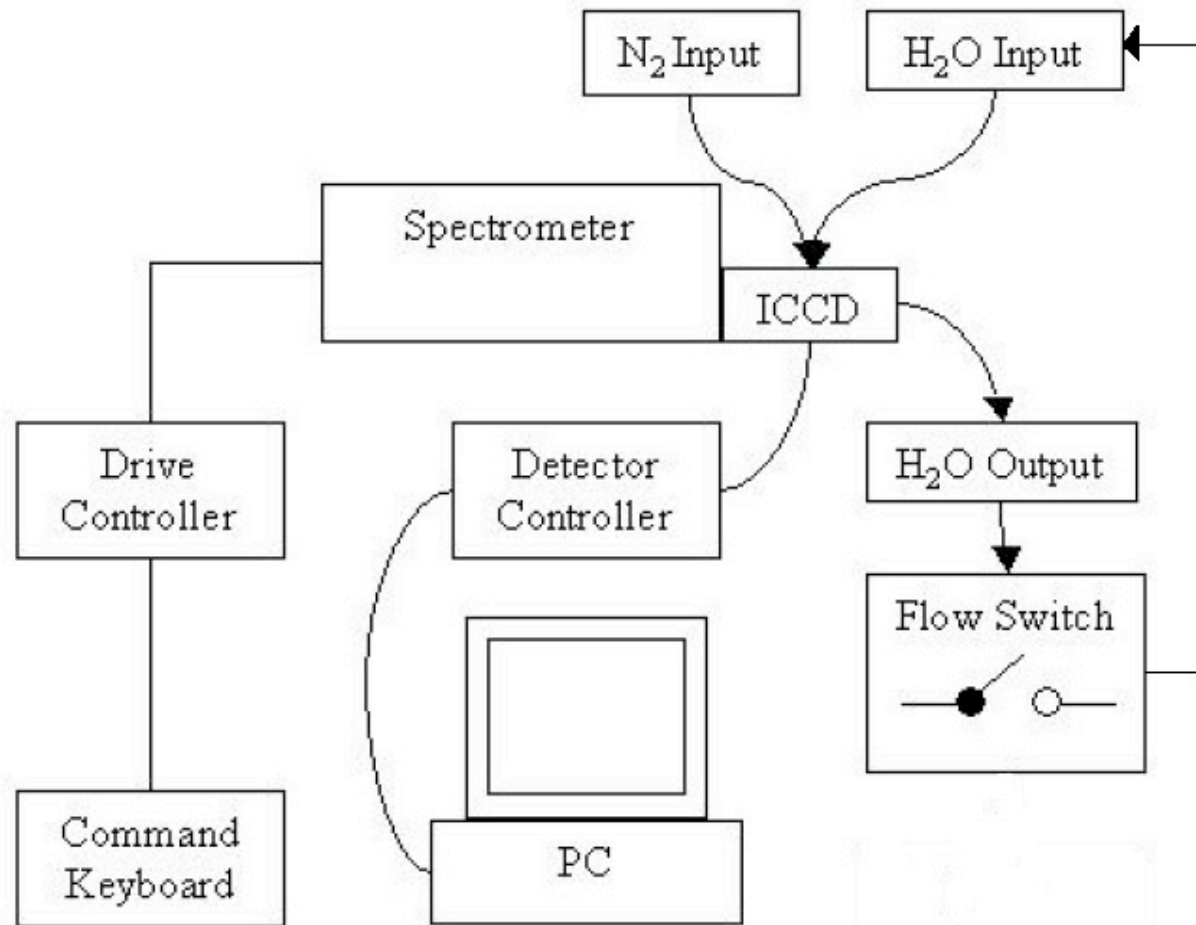 N₂ Input
H₂O Input
Spectrometer
ICCD
Drive
Controller
Detector
Controller
H₂O Output
Flow Switch
Command
Keyboard
PC